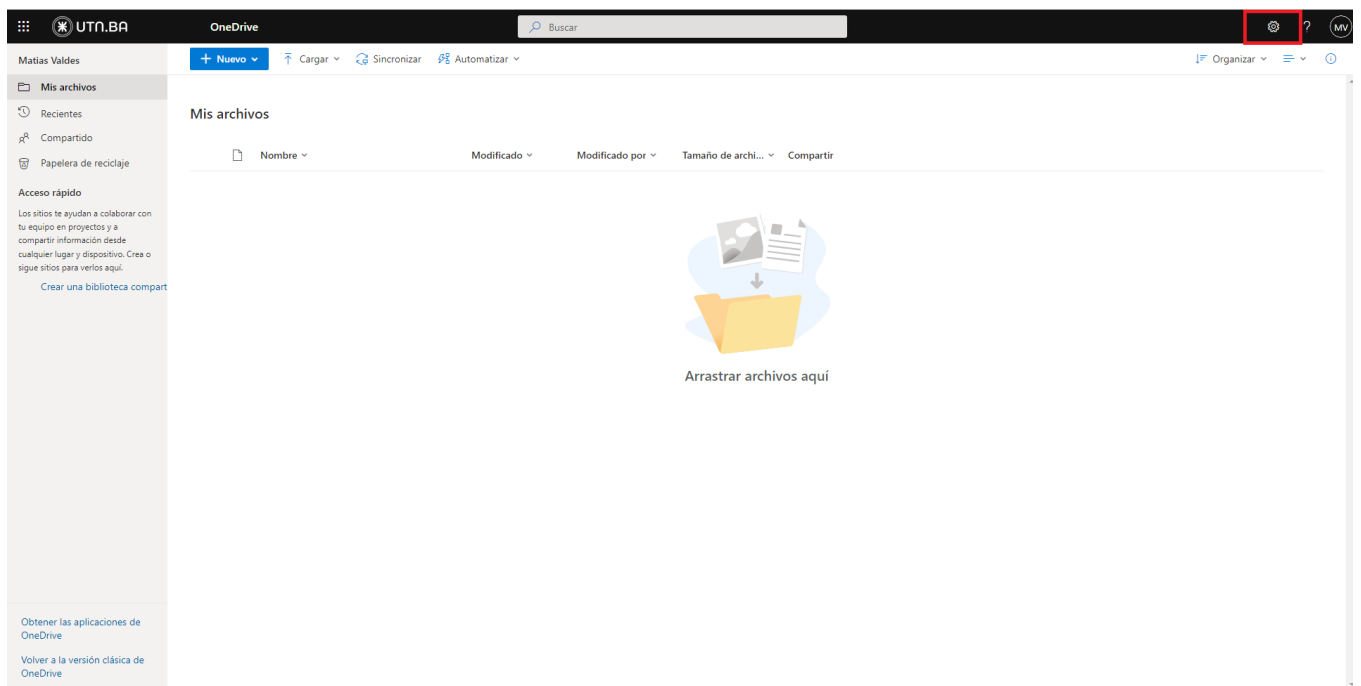 UTN.BA
OneDrive
Buscar
?
MV
Matias Valdes
+ Nuevo
Cargar
Sincronizar
Automatizar
Organizar
Mis archivos
Recientes
Compartido
Papelera de reciclaje
Acceso rápido
Los sitios te ayudan a colaborar con
tu equipo en proyectos y a
compartir información desde
cualquier lugar y dispositivo. Crea o
sigue sitios para verlos aquí.
Crear una biblioteca compart
Obtener las aplicaciones de
OneDrive
Volver a la versión clásica de
OneDrive
Mis archivos
Nombre
Modificado
Modificado por
Tamaño de archi...
Compartir
Arrastrar archivos aquí